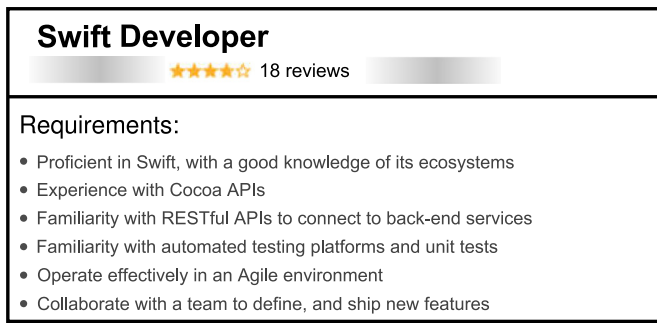 Swift Developer
18 reviews
Requirements:
Proficient in Swift, with a good knowledge of its ecosystems
Experience with Cocoa APIs
Familiarity with RESTful APIs to connect to back-end services
Familiarity with automated testing platforms and unit tests
Operate effectively in an Agile environment
Collaborate with a team to define, and ship new features